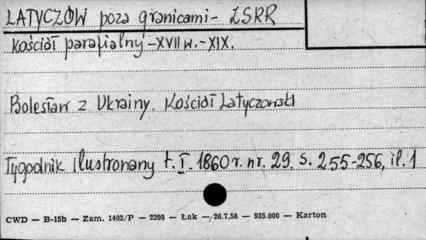 LATYCZÓW poza granicami - ZSRR
Kościół parafialny - XVII w. - XIX.
Bolesław z Ukrainy. Kościół Latyczowski
Tygodnik ilustrowany t. I. 1860 r. nr. 29. s. 255-256, il. 1
CWD — B-15b — Zam. 1402/P — 2398 — Łak — 26.7.58 — 935.000 — Karton